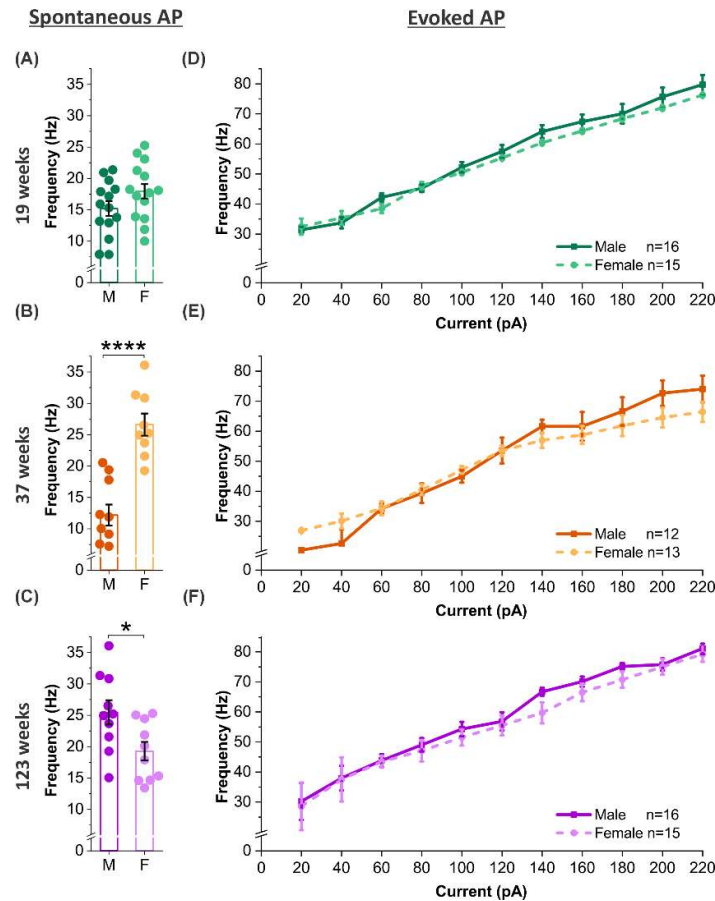 Spontaneous AP
Evoked AP
(A)
19 weeks
Frequency (Hz)
35
30
25
20
15
10
0
M F
(D)
Frequency (Hz)
80
70
60
50
40
30
0
Male n=16
Female n=15
0 20 40 60 80 100 120 140 160 180 200 220
Current (pA)
(B)
37 weeks
Frequency (Hz)
****
35
30
25
20
15
10
0
M F
(E)
Frequency (Hz)
80
70
60
50
40
30
0
Male n=12
Female n=13
0 20 40 60 80 100 120 140 160 180 200 220
Current (pA)
(C)
123 weeks
Frequency (Hz)
*
35
30
25
20
15
10
0
M F
(F)
Frequency (Hz)
80
70
60
50
40
30
0
Male n=16
Female n=15
0 20 40 60 80 100 120 140 160 180 200 220
Current (pA)